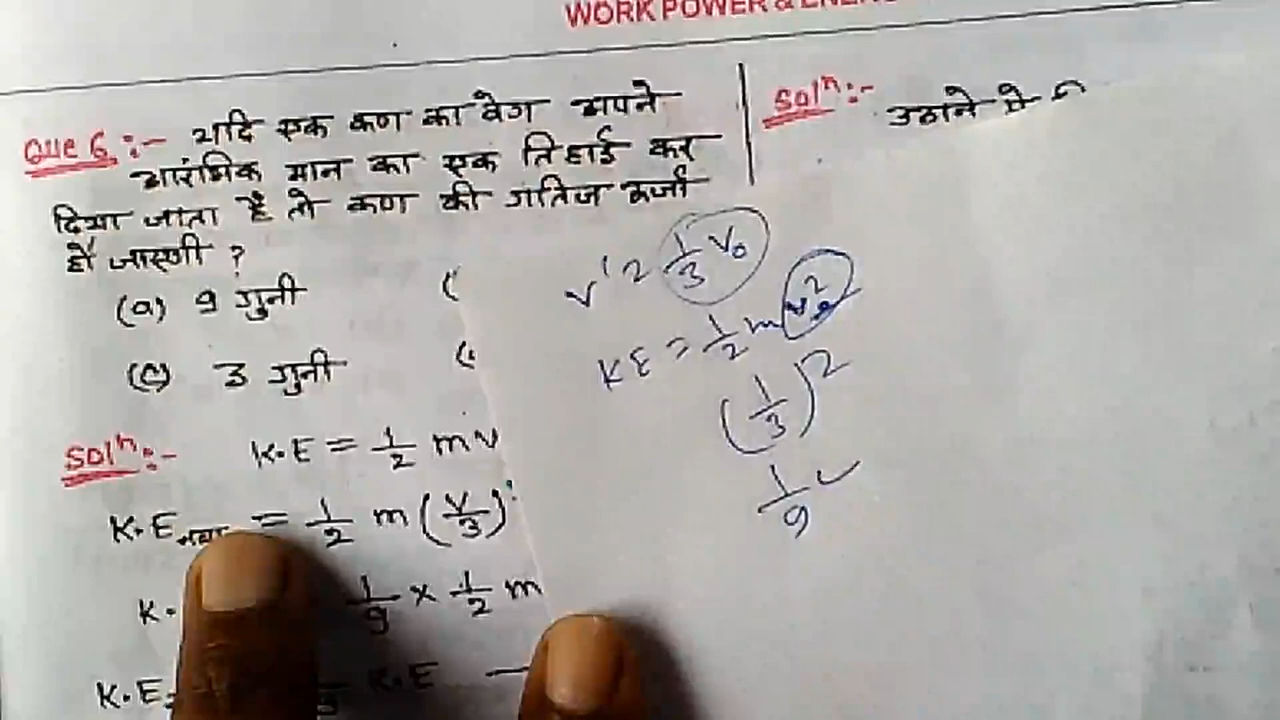 WORK POWER & ENE
Que 6 :- यदि एक कण का वेग अपने
आरंभिक मान का एक तिहाई कर
दिया जाता है तो कण की गतिज ऊर्जा
हो जाएगी ?
(a) 9 गुनी (
(c) 3 गुनी (
Solⁿ:- K.E = 1/2 mv
K.E नया = 1/2 m(v/3)
K. 1/9 x 1/2 m
K.E K.E
Solⁿ:- उठाने मे
v' = 1/3 v₀
KE = 1/2 m
(1/3)²
1/9